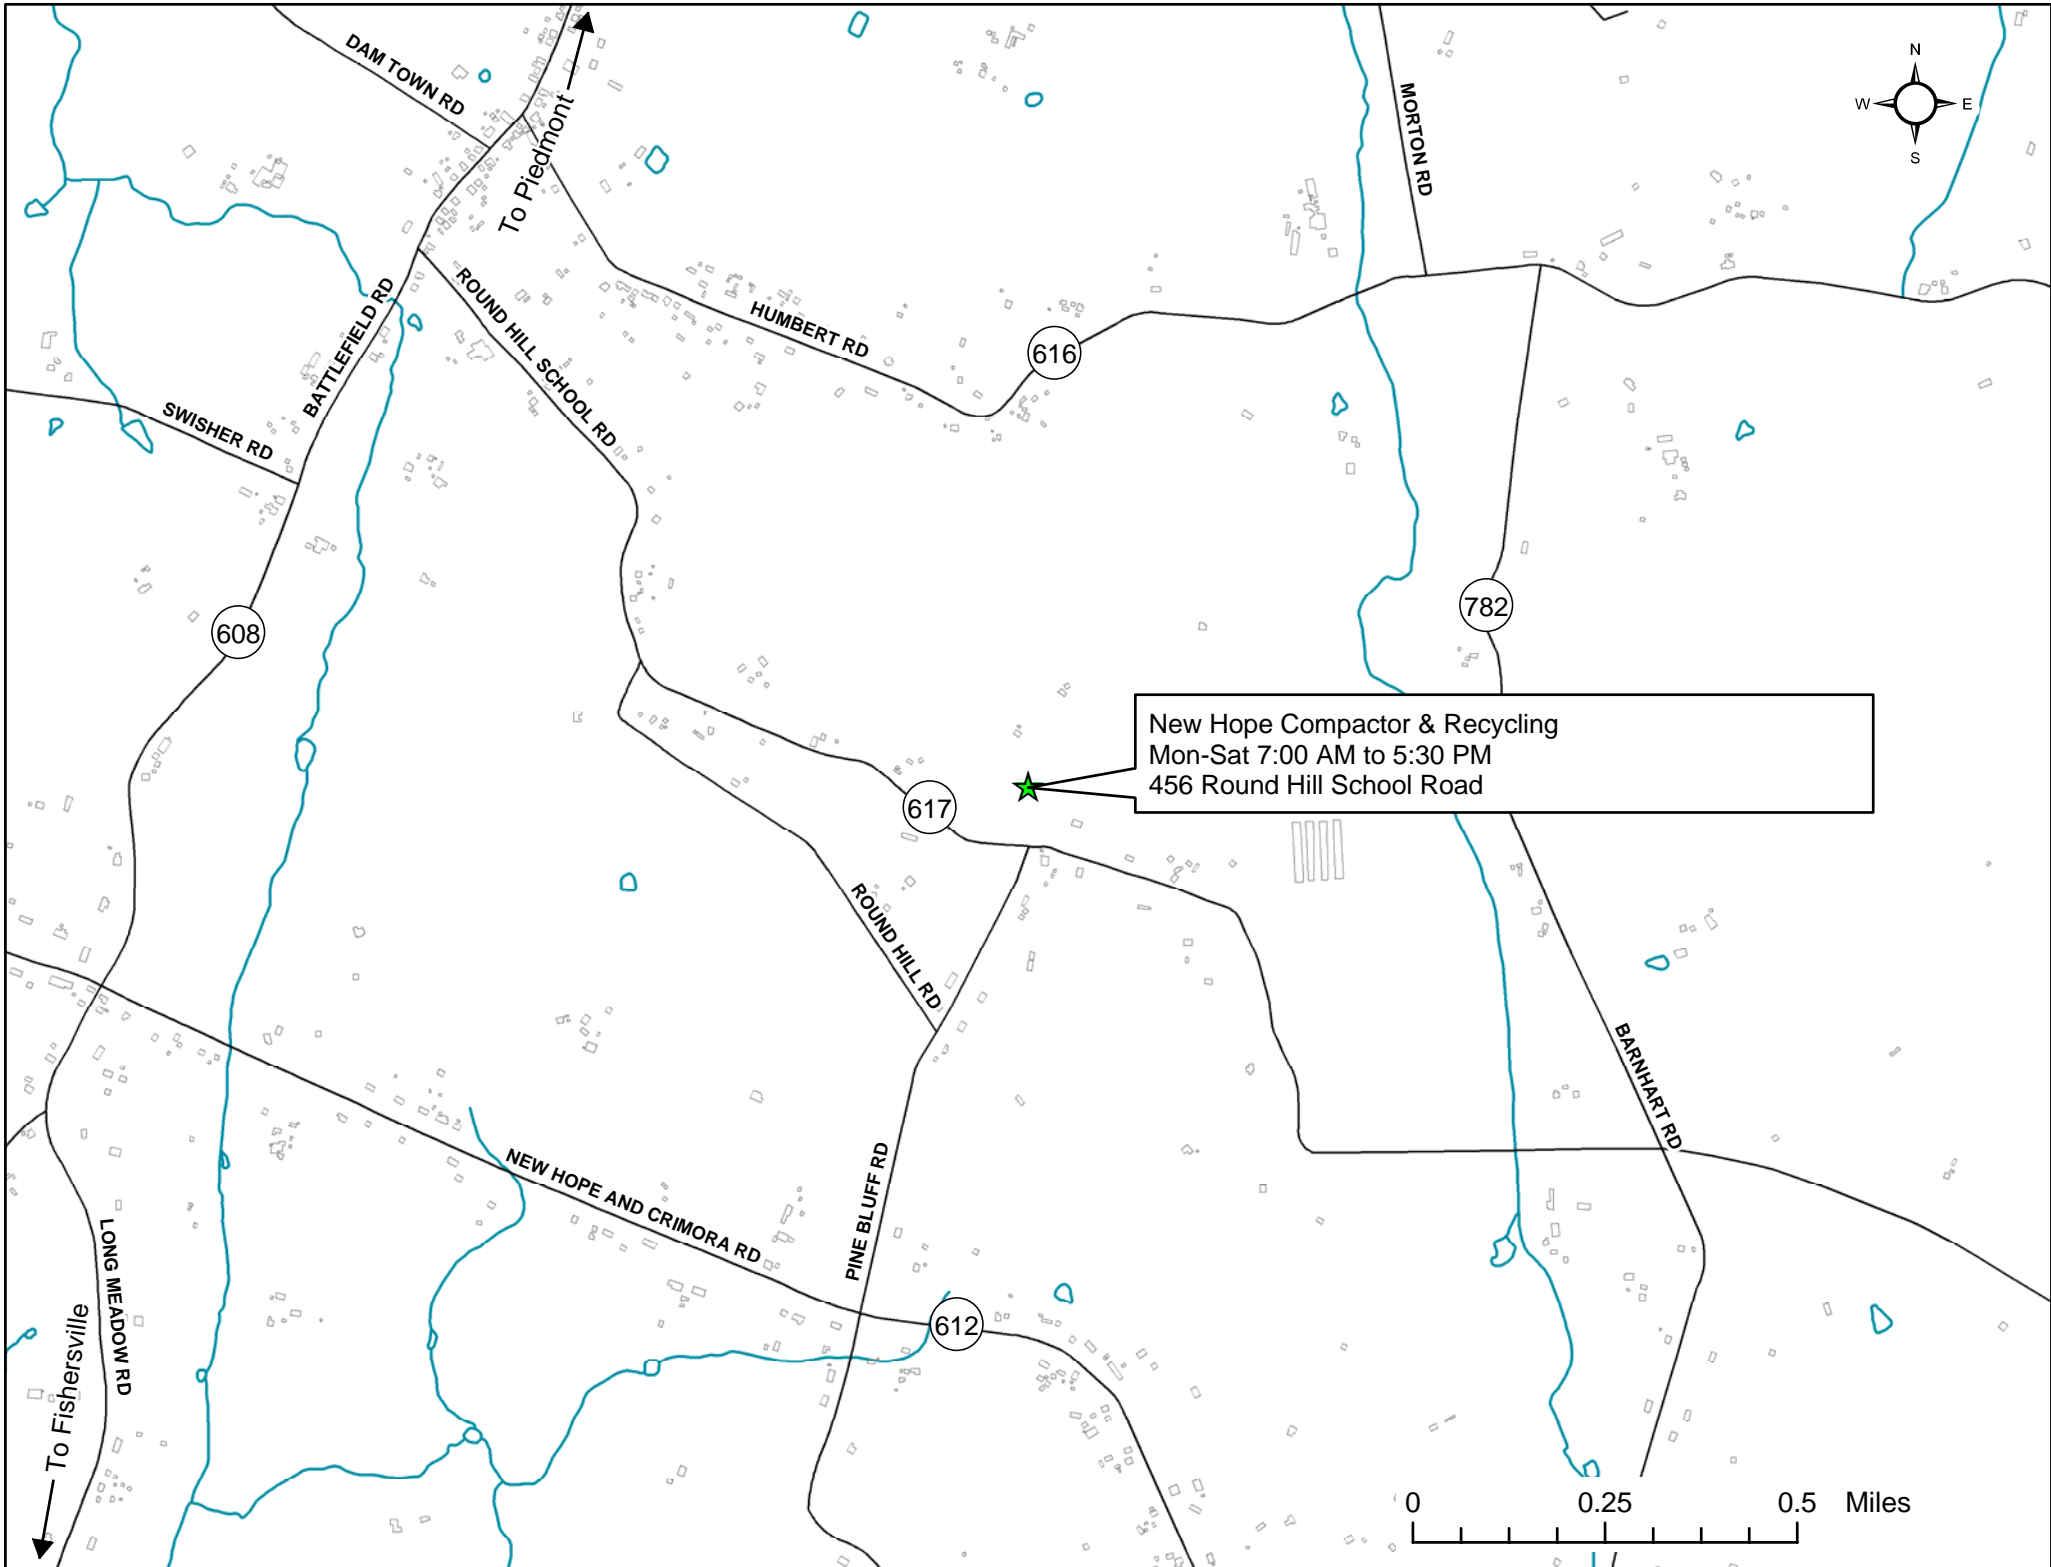 DAM TOWN RD
To Piedmont
MORTON RD
N
W
E
S
BATTLEFIELD RD
ROUND HILL SCHOOL RD
HUMBERT RD
616
SWISHER RD
608
782
New Hope Compactor & Recycling
Mon-Sat 7:00 AM to 5:30 PM
456 Round Hill School Road
617
ROUND HILL RD
BARNHART RD
NEW HOPE AND CRIMORA RD
PINE BLUFF RD
LONG MEADOW RD
612
To Fishersville
0 0.25 0.5 Miles